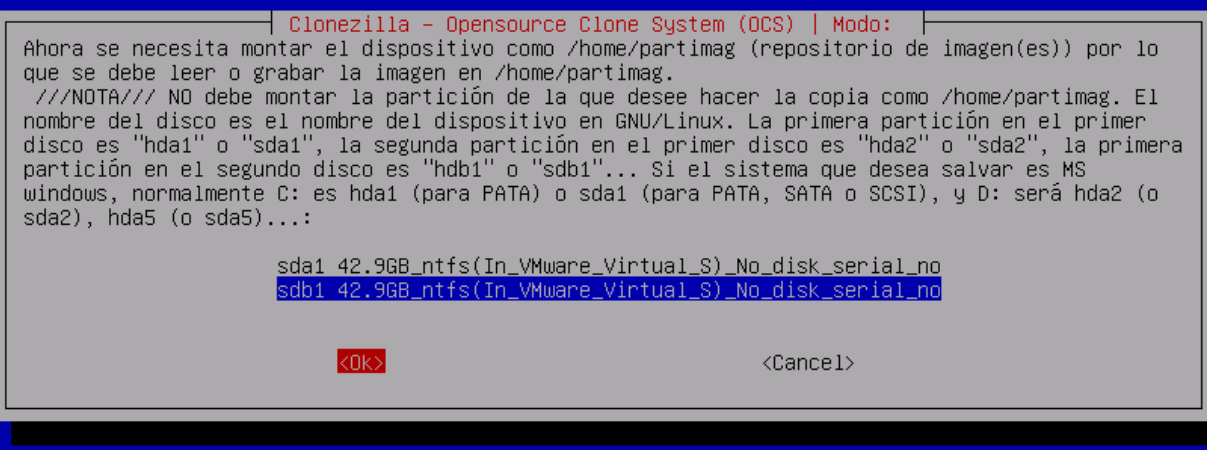 Clonezilla - Opensource Clone System (OCS) | Modo:
Ahora se necesita montar el dispositivo como /home/partimag (repositorio de imagen(es)) por lo
que se debe leer o grabar la imagen en /home/partimag.
///NOTA/// NO debe montar la partición de la que desee hacer la copia como /home/partimag. El
nombre del disco es el nombre del dispositivo en GNU/Linux. La primera partición en el primer
disco es "hda1" o "sda1", la segunda partición en el primer disco es "hda2" o "sda2", la primera
partición en el segundo disco es "hdb1" o "sdb1"... Si el sistema que desea salvar es MS
windows, normalmente C: es hda1 (para PATA) o sda1 (para PATA, SATA o SCSI), y D: será hda2 (o
sda2), hda5 (o sda5)...:
sda1 42.9GB_ntfs(In_VMware_Virtual_S)_No_disk_serial_no
sdb1 42.9GB_ntfs(In_VMware_Virtual_S)_No_disk_serial_no
<Ok> <Cancel>